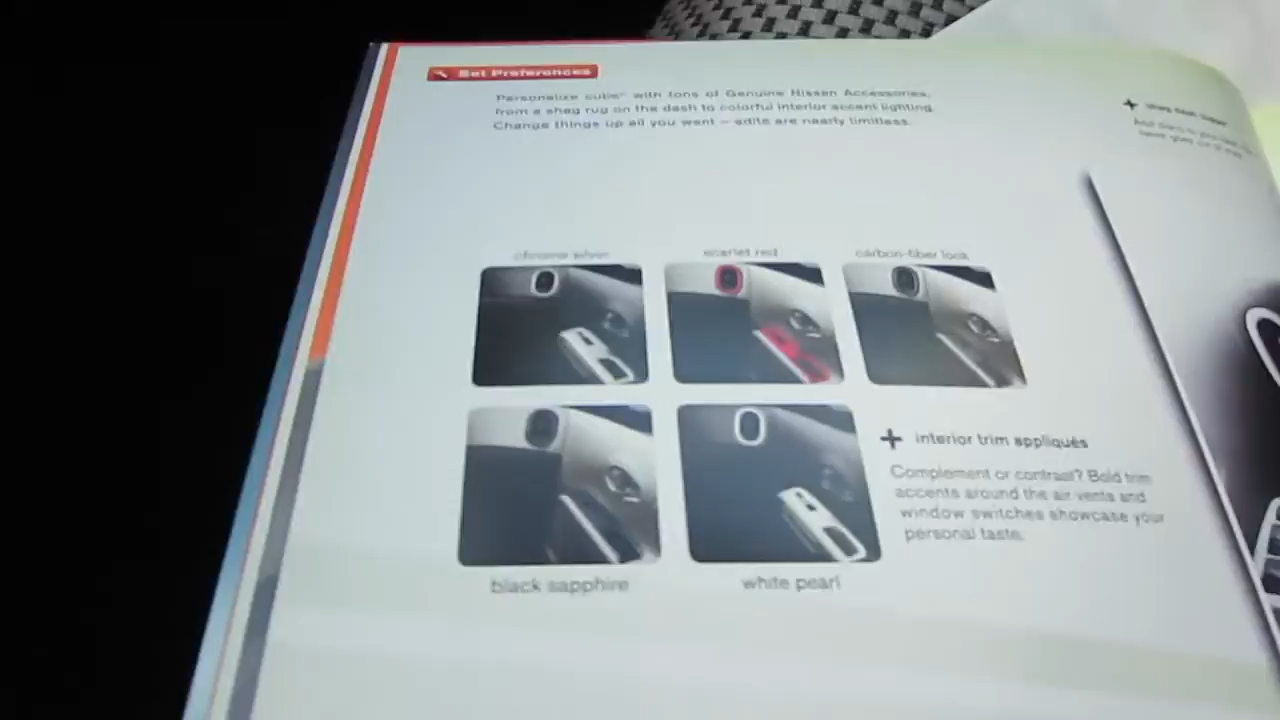 Set Preferences
Personalize cube™ with tons of Genuine Nissan Accessories,
from a shag rug on the dash to colorful interior accent lighting.
Change things up all you want – edits are nearly limitless.
chrome silver
scarlet red
carbon-fiber look
+ interior trim appliqués
Complement or contrast? Bold trim
accents around the air vents and
window switches showcase your
personal taste.
black sapphire
white pearl